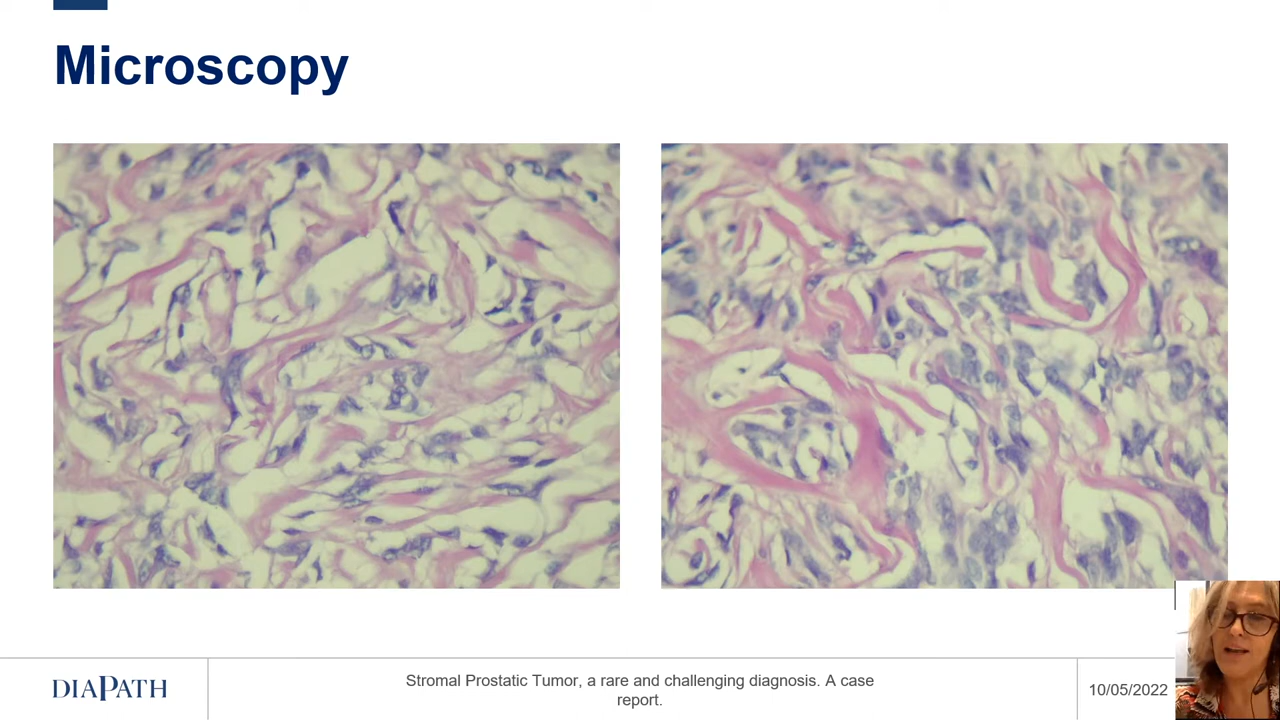 Microscopy
DIAPATH
Stromal Prostatic Tumor, a rare and challenging diagnosis. A case
report.
10/05/2022